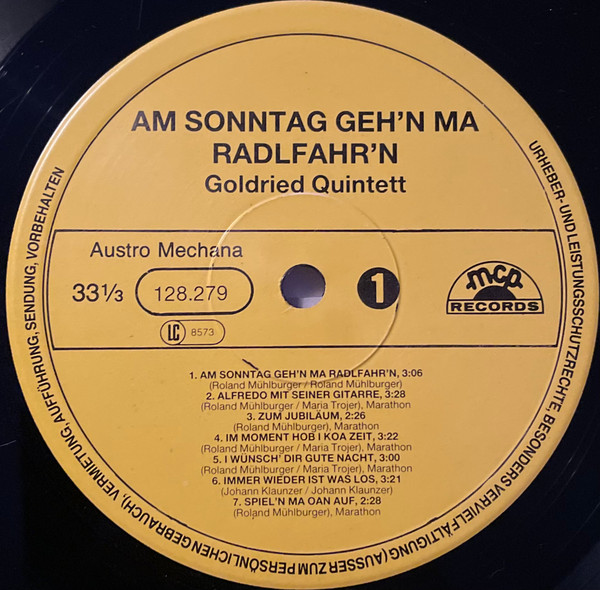 AM SONNTAG GEH'N MA
RADLFAHR'N
Goldried Quintett
Austro Mechana
33⅓
128.279
LC 8573
1
mcp
RECORDS
1. AM SONNTAG GEH'N MA RADLFAHR'N, 3:06
(Roland Mühlburger / Roland Mühlburger)
2. ALFREDO MIT SEINER GITARRE, 3:28
(Roland Mühlburger / Maria Trojer), Marathon
3. ZUM JUBILÄUM, 2:26
(Roland Mühlburger), Marathon
4. IM MOMENT HOB I KOA ZEIT, 3:22
(Roland Mühlburger / Maria Trojer), Marathon
5. I WÜNSCH' DIR GUTE NACHT, 3:00
(Roland Mühlburger / Maria Trojer), Marathon
6. IMMER WIEDER IST WAS LOS, 3:21
(Johann Klaunzer / Johann Klaunzer)
7. SPIEL'N MA OAN AUF, 2:28
(Roland Mühlburger), Marathon
URHEBER- UND LEISTUNGSSCHUTZRECHTE, BESONDERS VERVIELFÄLTIGUNG (AUSSER ZUM PERSÖNLICHEN GEBRAUCH), VERMIETUNG, AUFFÜHRUNG, SENDUNG, VORBEHALTEN